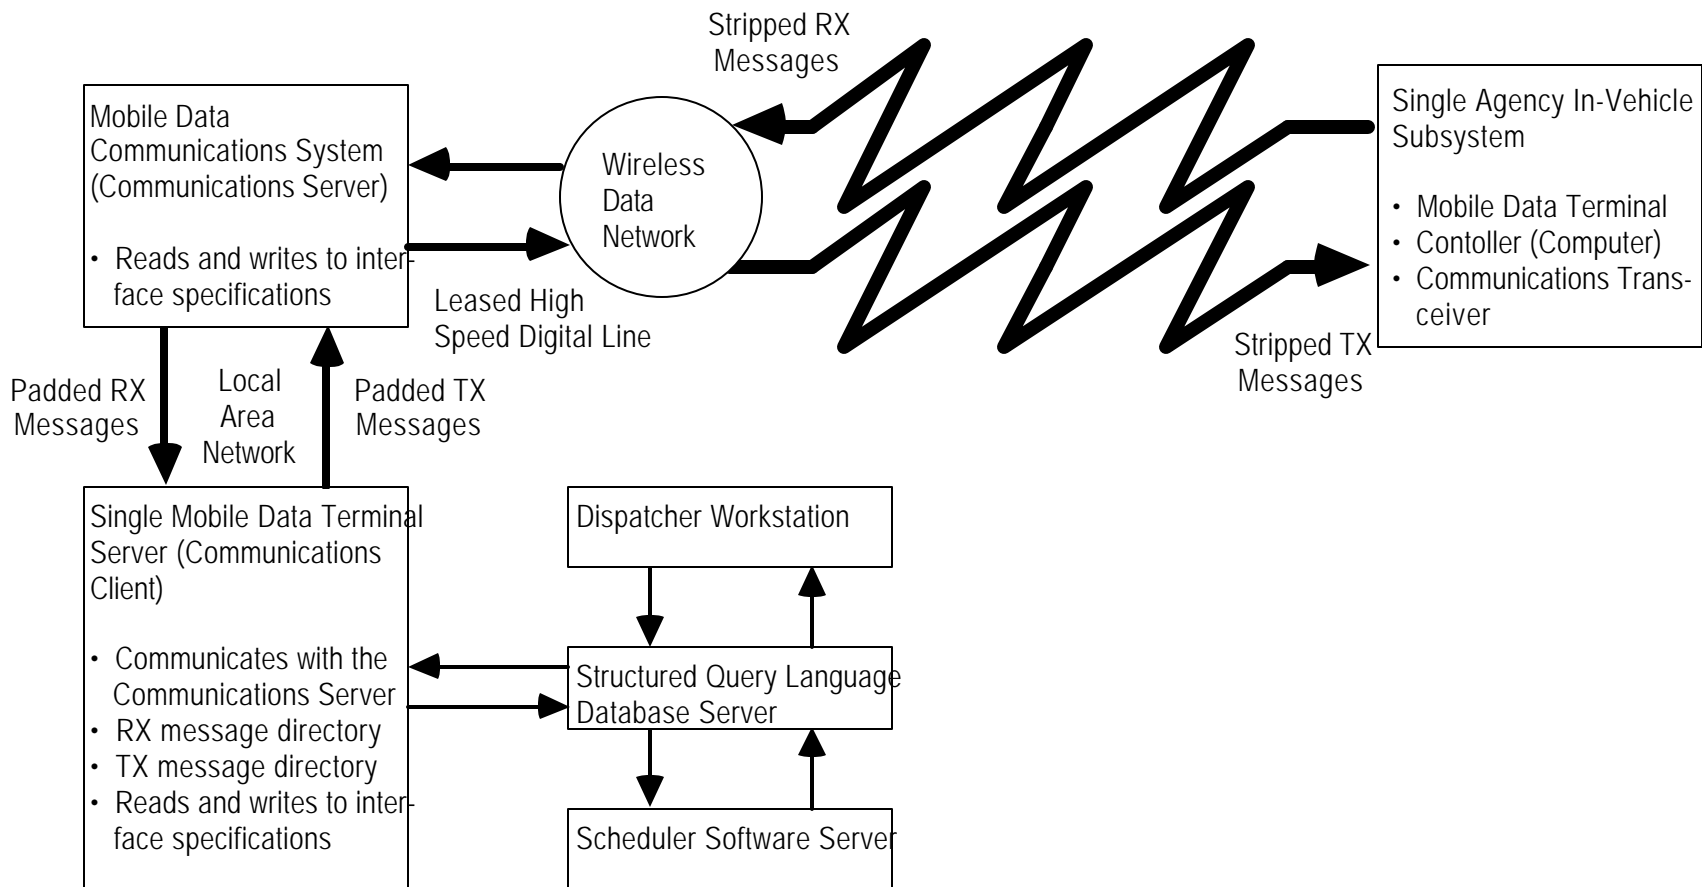 Stripped RX
Messages
Mobile Data
Communications System
(Communications Server)
• Reads and writes to inter-
face specifications
Wireless
Data
Network
Single Agency In-Vehicle
Subsystem
• Mobile Data Terminal
• Contoller (Computer)
• Communications Trans-
ceiver
Leased High
Speed Digital Line
Stripped TX
Messages
Padded RX
Messages
Local
Area
Network
Padded TX
Messages
Single Mobile Data Terminal
Server (Communications
Client)
• Communicates with the
Communications Server
• RX message directory
• TX message directory
• Reads and writes to inter-
face specifications
Dispatcher Workstation
Structured Query Language
Database Server
Scheduler Software Server